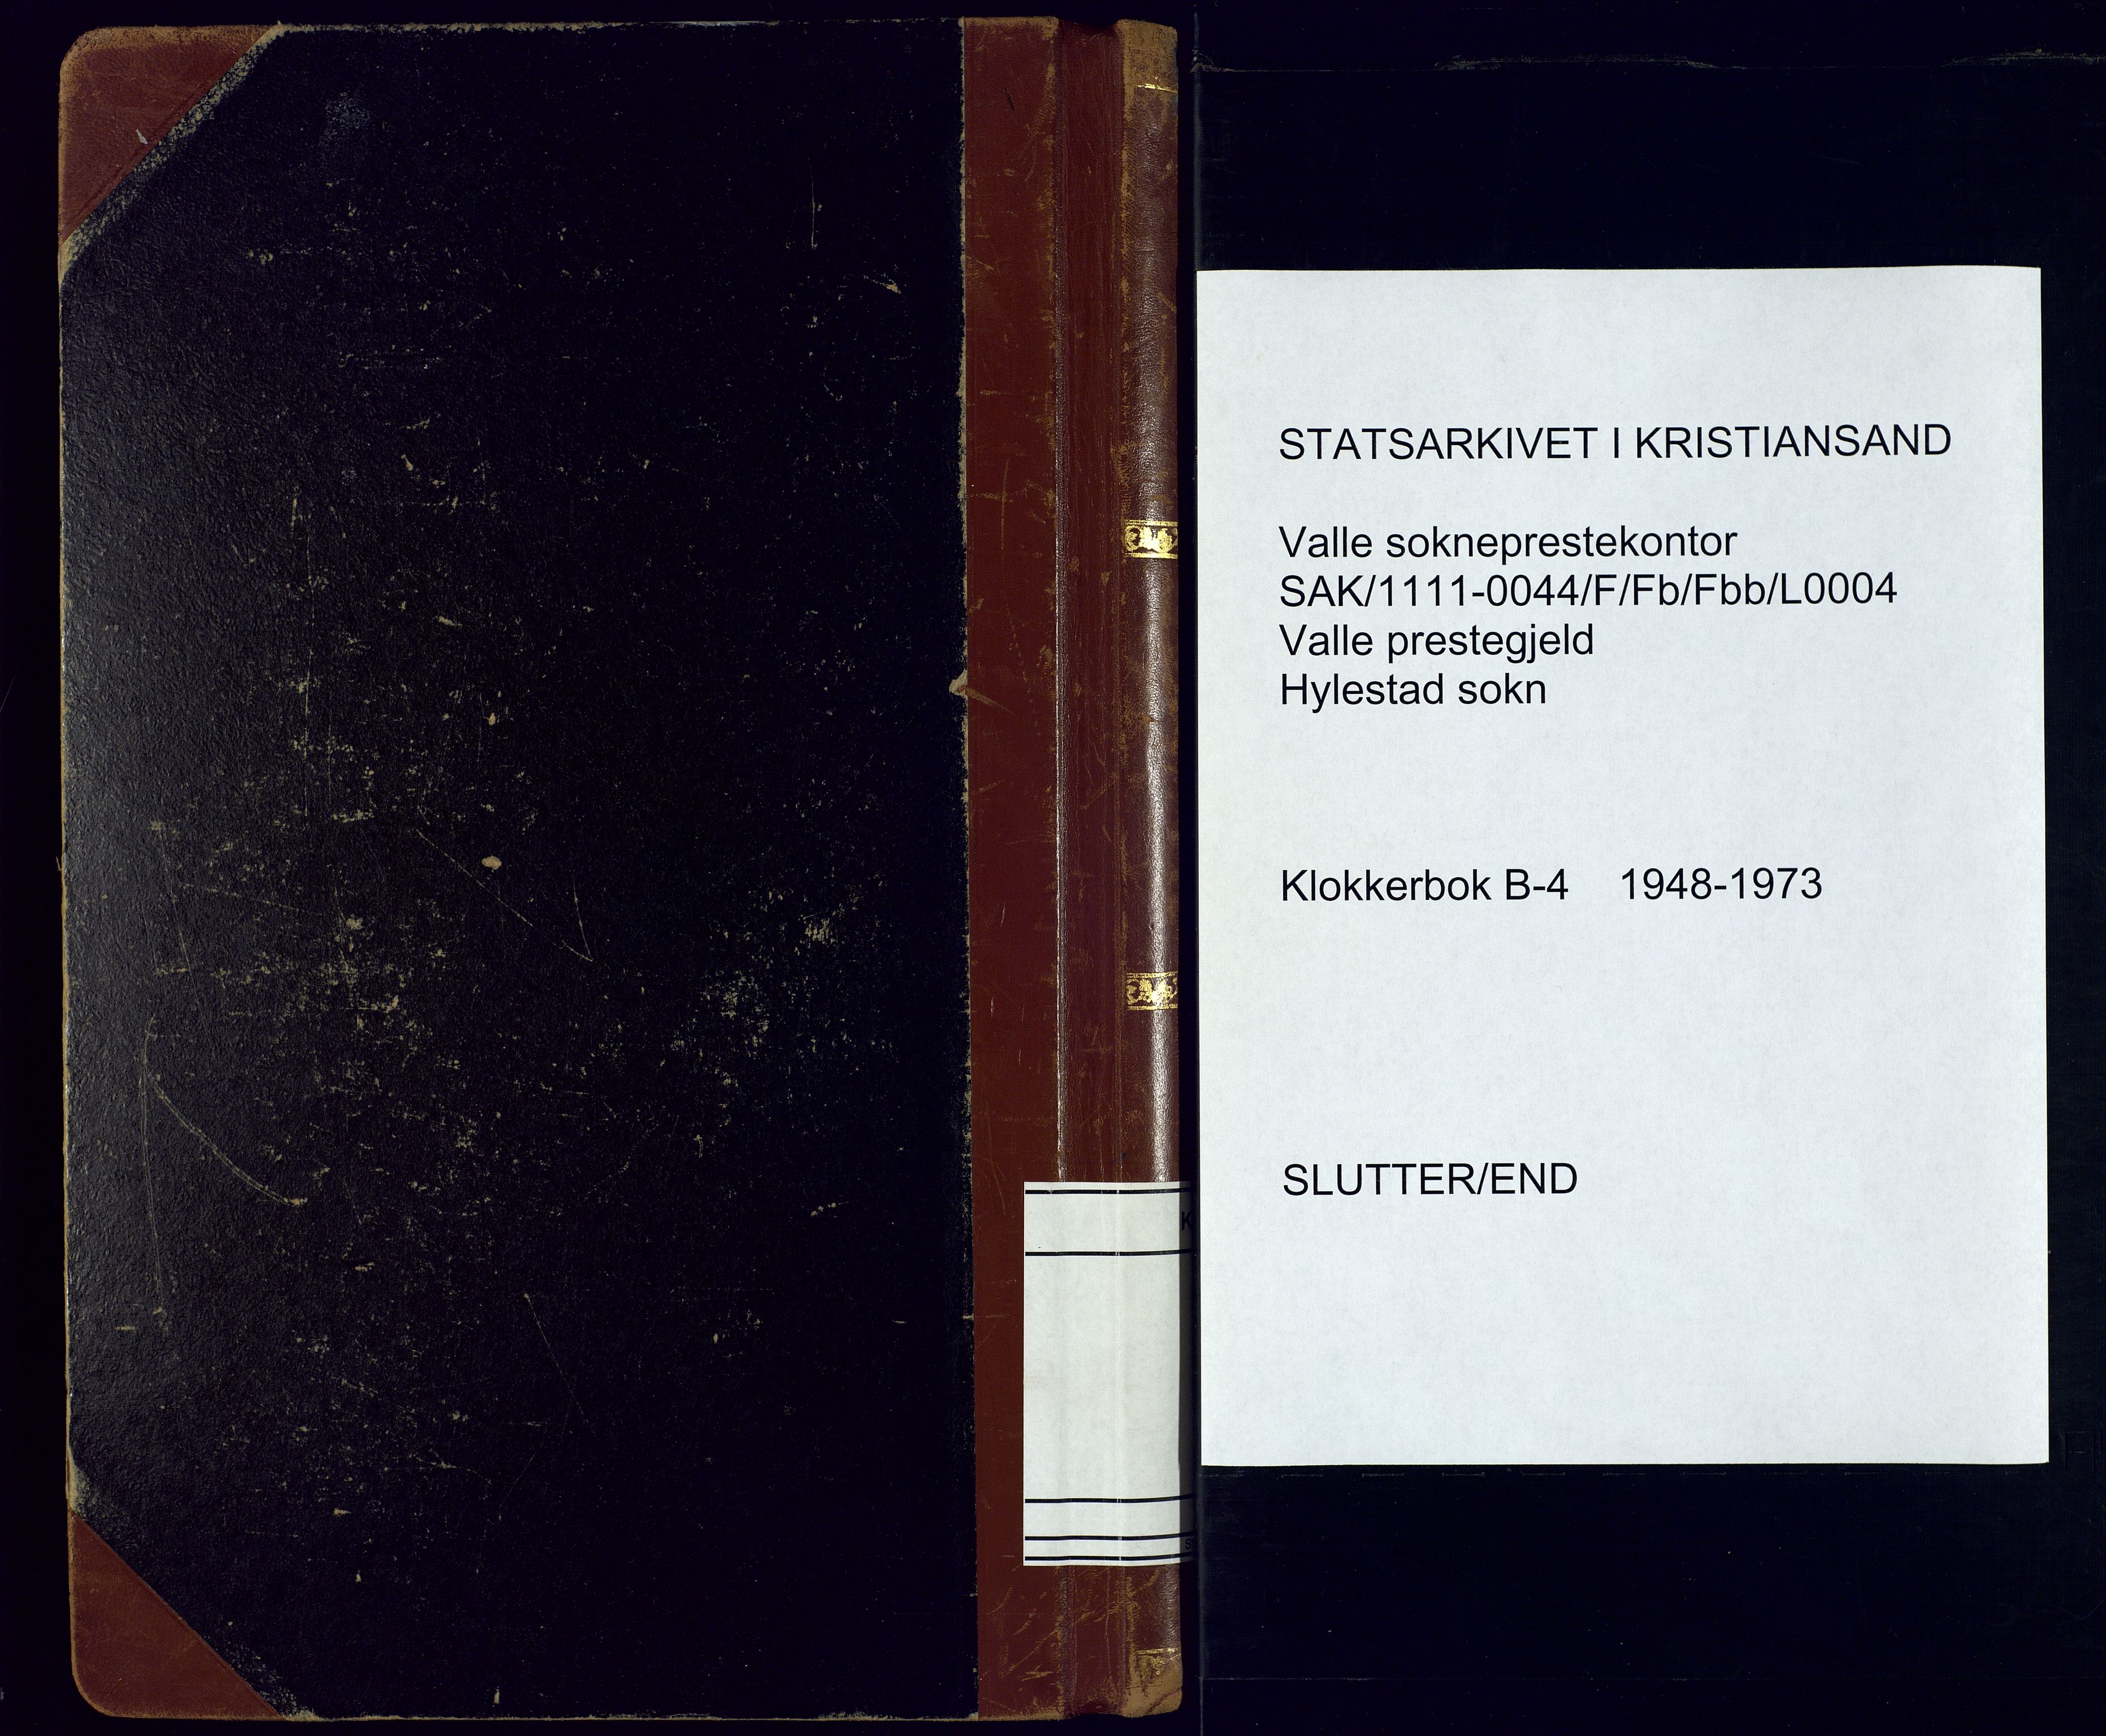 STATSARKIVET I KRISTIANSAND
Valle sokneprestekontor
SAK/1111-0044/F/Fb/Fbb/L0004
Valle prestegjeld
Hylestad sokn
Klokkerbok B-4 1948-1973
SLUTTER/END